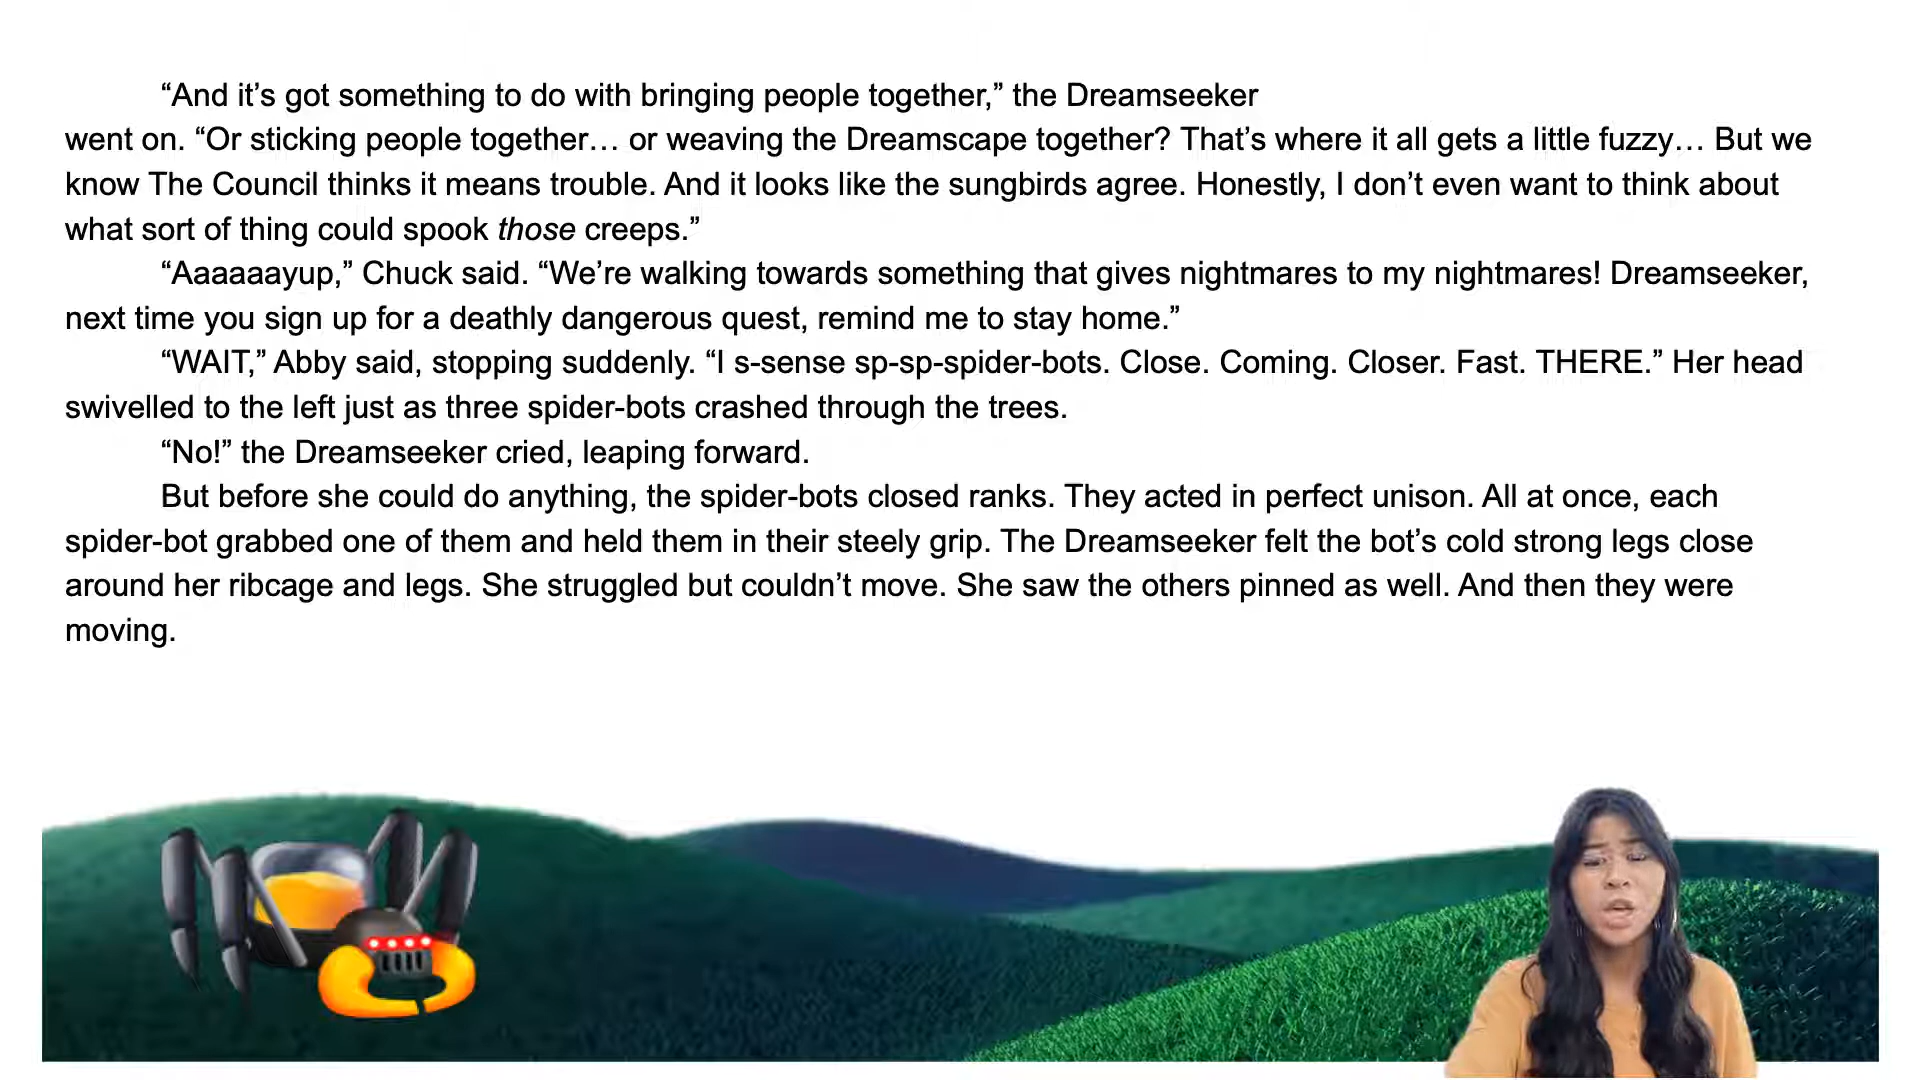 “And it’s got something to do with bringing people together,” the Dreamseeker
went on. “Or sticking people together… or weaving the Dreamscape together? That’s where it all gets a little fuzzy… But we
know The Council thinks it means trouble. And it looks like the sungbirds agree. Honestly, I don’t even want to think about
what sort of thing could spook those creeps.”
“Aaaaaayup,” Chuck said. “We’re walking towards something that gives nightmares to my nightmares! Dreamseeker,
next time you sign up for a deathly dangerous quest, remind me to stay home.”
“WAIT,” Abby said, stopping suddenly. “I s-sense sp-sp-spider-bots. Close. Coming. Closer. Fast. THERE.” Her head
swivelled to the left just as three spider-bots crashed through the trees.
“No!” the Dreamseeker cried, leaping forward.
But before she could do anything, the spider-bots closed ranks. They acted in perfect unison. All at once, each
spider-bot grabbed one of them and held them in their steely grip. The Dreamseeker felt the bot’s cold strong legs close
around her ribcage and legs. She struggled but couldn’t move. She saw the others pinned as well. And then they were
moving.